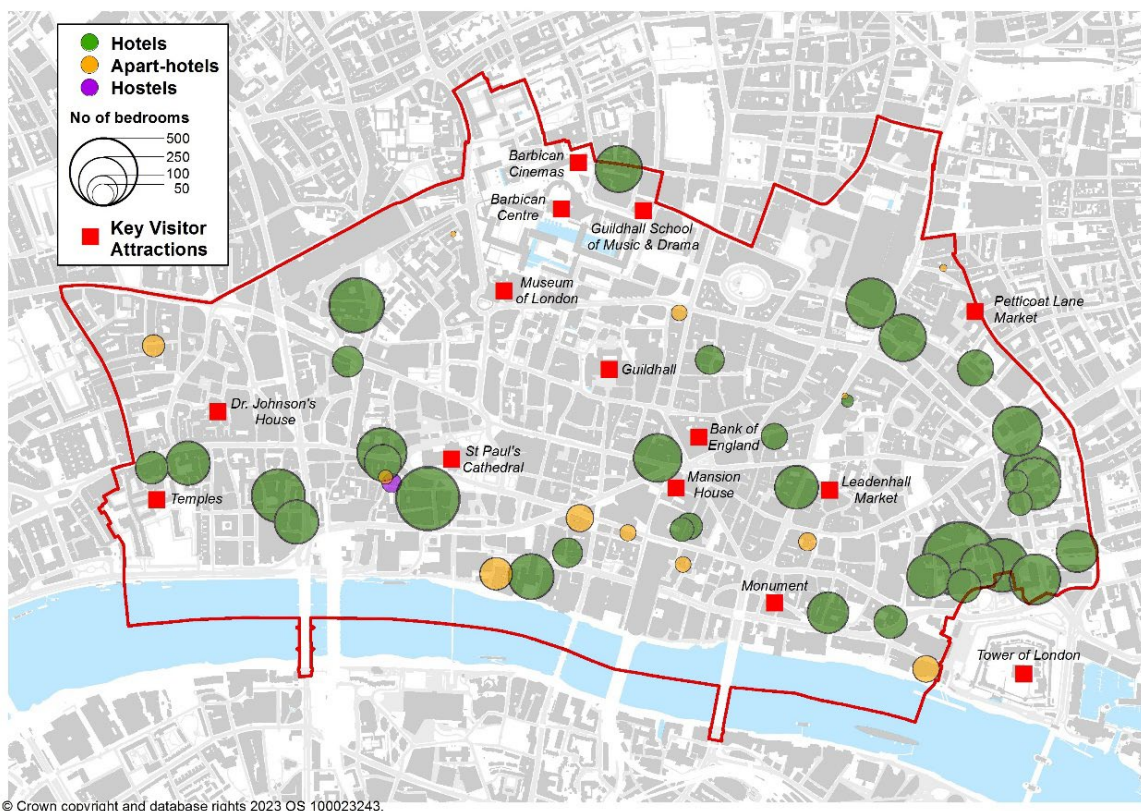 Hotels
Apart-hotels
Hostels
No of bedrooms
500
250
100
50
Key Visitor
Attractions
Barbican
Cinemas
Barbican
Centre
Guildhall School
of Music & Drama
Museum
of London
Petticoat Lane
Market
Guildhall
Dr. Johnson's
House
Bank of
England
St Paul's
Cathedral
Mansion
House
Leadenhall
Market
Temples
Monument
Tower of London
© Crown copyright and database rights 2023 OS 100023243.